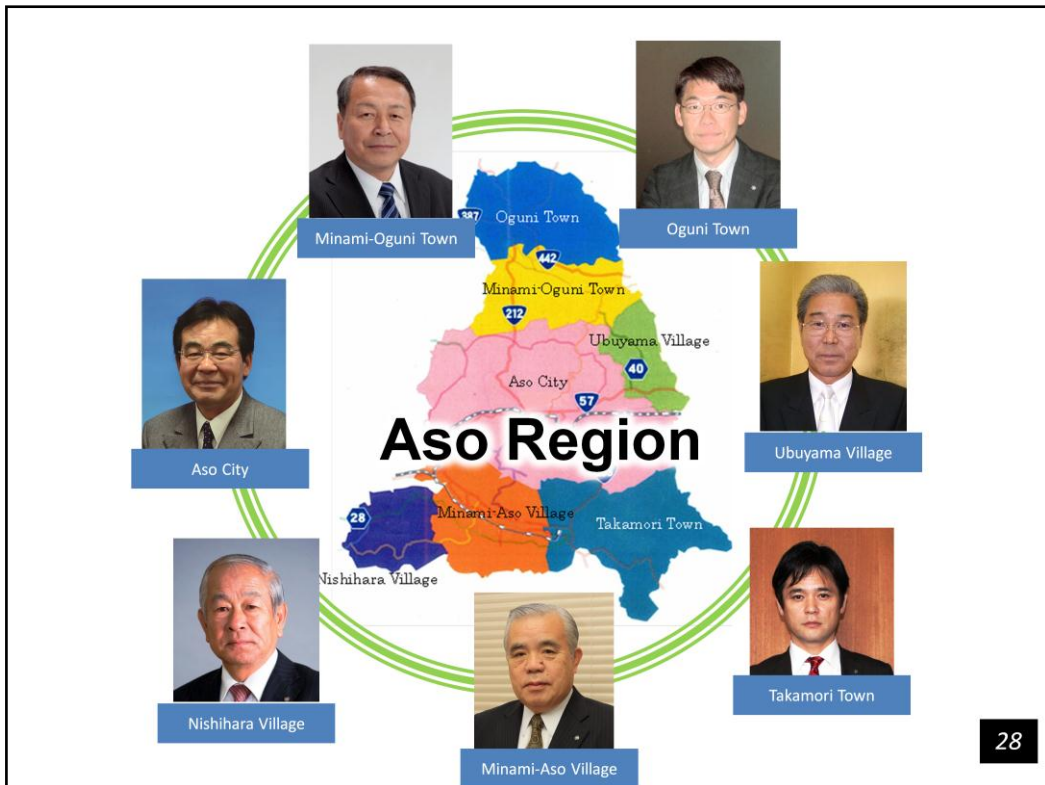 Minami-Oguni Town
Oguni Town
387
Oguni Town
442
Minami-Oguni Town
212
Ubuyama Village
40
Aso City
57
Aso City
Aso Region
Ubuyama Village
28
Minami-Aso Village
Takamori Town
Nishihara Village
Nishihara Village
Takamori Town
Minami-Aso Village
28